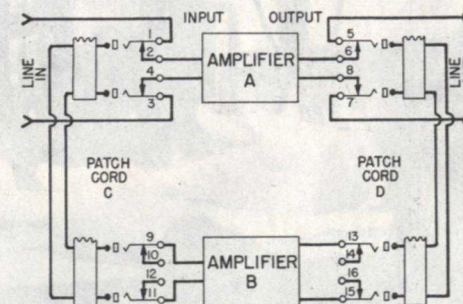 INPUT OUTPUT
1 5
2 6
4 8
3 7
AMPLIFIER
A
LINE
IN
LINE
PATCH
CORD
C
PATCH
CORD
D
9 13
10 14
12 16
11 15
AMPLIFIER
B